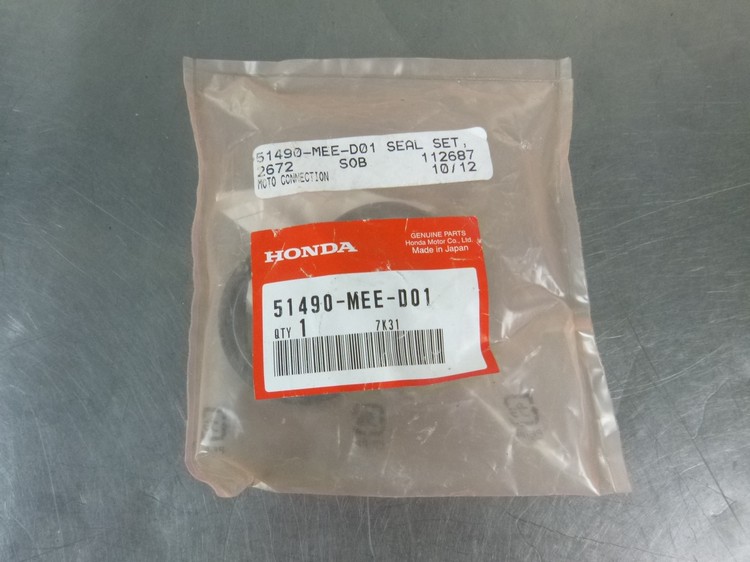 51490-MEE-D01 SEAL SET,
2672 SOB 112687
MOTO CONNECTION 10/12
HONDA
GENUINE PARTS
Honda Motor Co., Ltd.
Made in Japan
51490-MEE-D01
QTY 1 7K31